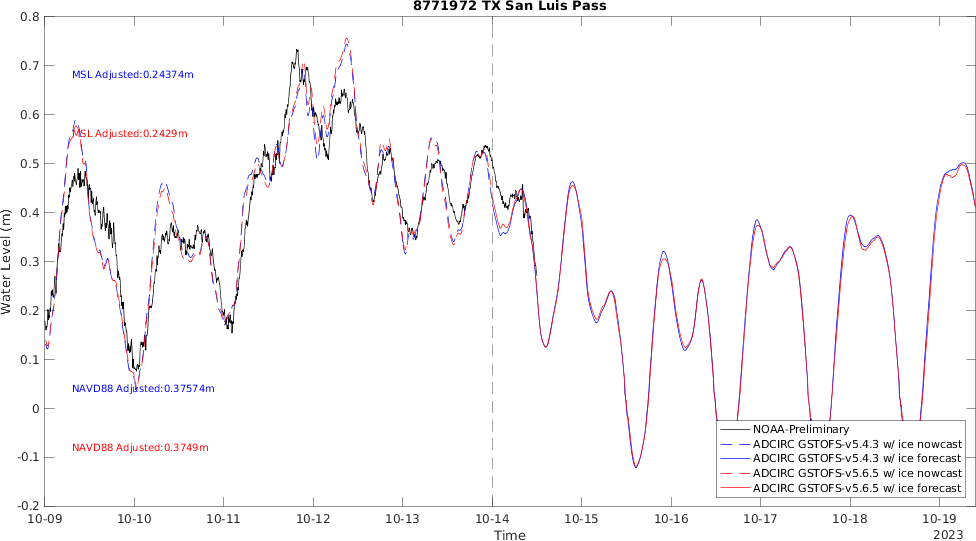 8771972 TX San Luis Pass
0.8
0.7
0.6
0.5
0.4
0.3
0.2
0.1
0
-0.1
-0.2
Water Level (m)
MSL Adjusted:0.24374m
MSL Adjusted:0.2429m
NAVD88 Adjusted:0.37574m
NAVD88 Adjusted:0.3749m
NOAA-Preliminary
ADCIRC GSTOFS-v5.4.3 w/ ice nowcast
ADCIRC GSTOFS-v5.4.3 w/ ice forecast
ADCIRC GSTOFS-v5.6.5 w/ ice nowcast
ADCIRC GSTOFS-v5.6.5 w/ ice forecast
10-09 10-10 10-11 10-12 10-13 10-14 10-15 10-16 10-17 10-18 10-19
Time
2023